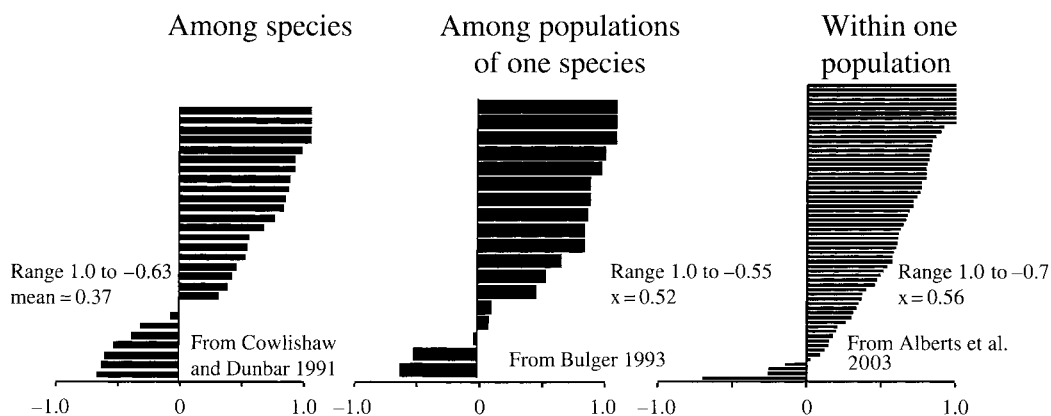 Among species
Range 1.0 to −0.63
mean = 0.37
From Cowlishaw
and Dunbar 1991
−1.0 0 1.0
Among populations
of one species
Range 1.0 to −0.55
x = 0.52
From Bulger 1993
−1.0 0 1.0
Within one
population
Range 1.0 to −0.7
x = 0.56
From Alberts et al.
2003
−1.0 0 1.0